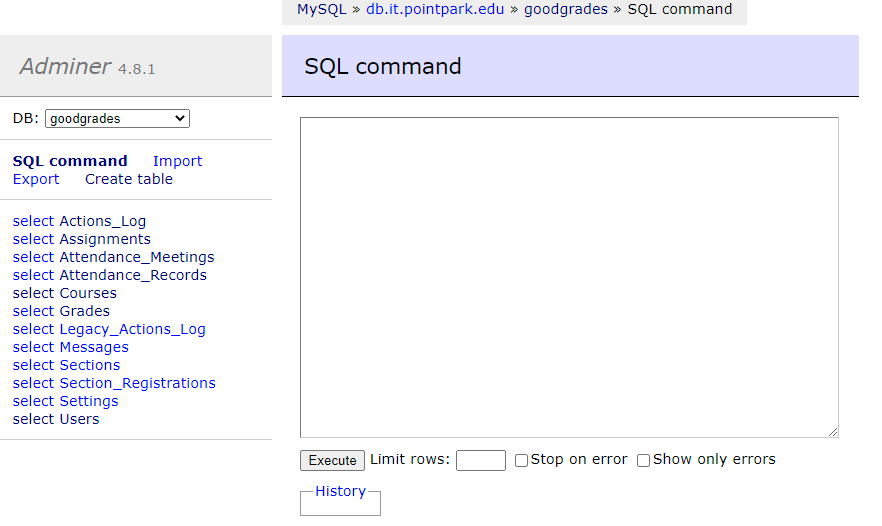 MySQL » db.it.pointpark.edu » goodgrades » SQL command
Adminer 4.8.1
SQL command
DB: goodgrades
SQL command Import
Export Create table
select Actions_Log
select Assignments
select Attendance_Meetings
select Attendance_Records
select Courses
select Grades
select Legacy_Actions_Log
select Messages
select Sections
select Section_Registrations
select Settings
select Users
Execute Limit rows: Stop on error Show only errors
History